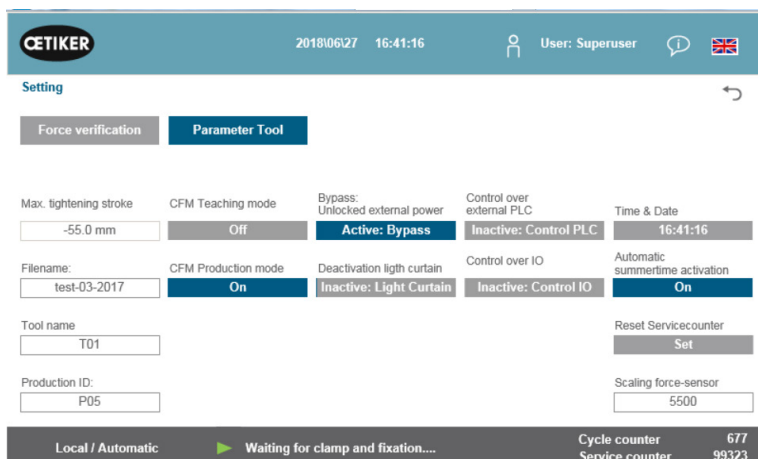 ŒTIKER
2018\06\27 16:41:16
User: Superuser
i
Setting
Force verification
Parameter Tool
Max. tightening stroke
-55.0 mm
CFM Teaching mode
Off
Bypass:
Unlocked external power
Active: Bypass
Control over
external PLC
Inactive: Control PLC
Time & Date
16:41:16
Filename:
test-03-2017
CFM Production mode
On
Deactivation ligth curtain
Inactive: Light Curtain
Control over IO
Inactive: Control IO
Automatic
summertime activation
On
Tool name
T01
Reset Servicecounter
Set
Production ID:
P05
Scaling force-sensor
5500
Local / Automatic
Waiting for clamp and fixation....
Cycle counter 677
Service counter 99323